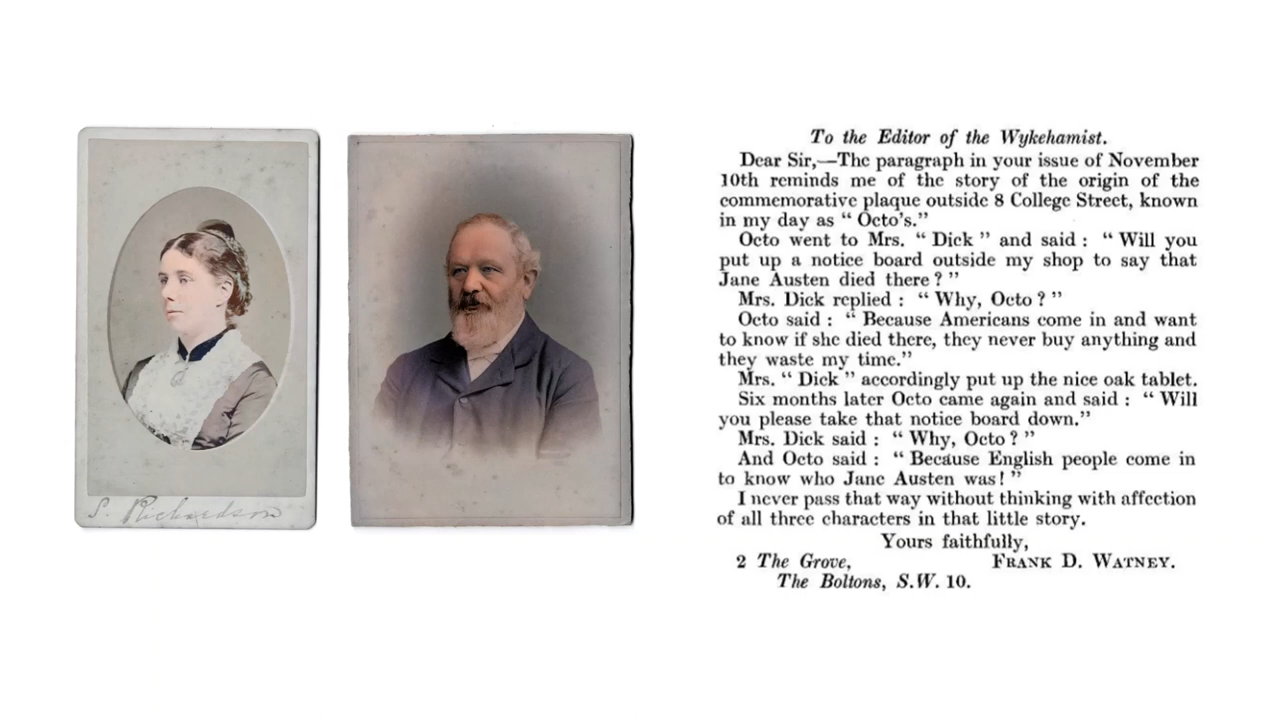 S. Richardson
To the Editor of the Wykehamist.
Dear Sir,—The paragraph in your issue of November
10th reminds me of the story of the origin of the
commemorative plaque outside 8 College Street, known
in my day as “ Octo's.”
Octo went to Mrs. “ Dick ” and said : “ Will you
put up a notice board outside my shop to say that
Jane Austen died there ? ”
Mrs. Dick replied : “ Why, Octo ? ”
Octo said : “ Because Americans come in and want
to know if she died there, they never buy anything and
they waste my time.”
Mrs. “ Dick ” accordingly put up the nice oak tablet.
Six months later Octo came again and said : “ Will
you please take that notice board down.”
Mrs. Dick said : “ Why, Octo ? ”
And Octo said : “ Because English people come in
to know who Jane Austen was ! ”
I never pass that way without thinking with affection
of all three characters in that little story.
Yours faithfully,
2 The Grove, FRANK D. WATNEY.
The Boltons, S.W. 10.